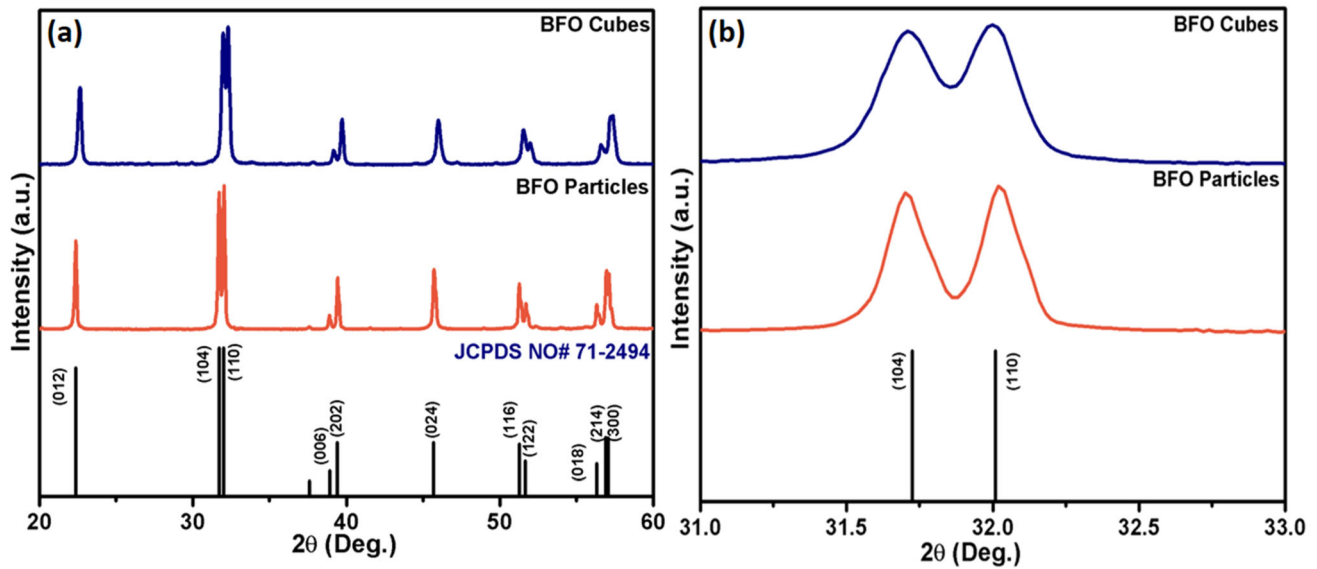 (a)
BFO Cubes
BFO Particles
JCPDS NO# 71-2494
(012)
(104)
(110)
(006)
(202)
(024)
(116)
(122)
(018)
(214)
(300)
Intensity (a.u.)
20 30 40 50 60
2θ (Deg.)
(b)
BFO Cubes
BFO Particles
(104)
(110)
Intensity (a.u.)
31.0 31.5 32.0 32.5 33.0
2θ (Deg.)